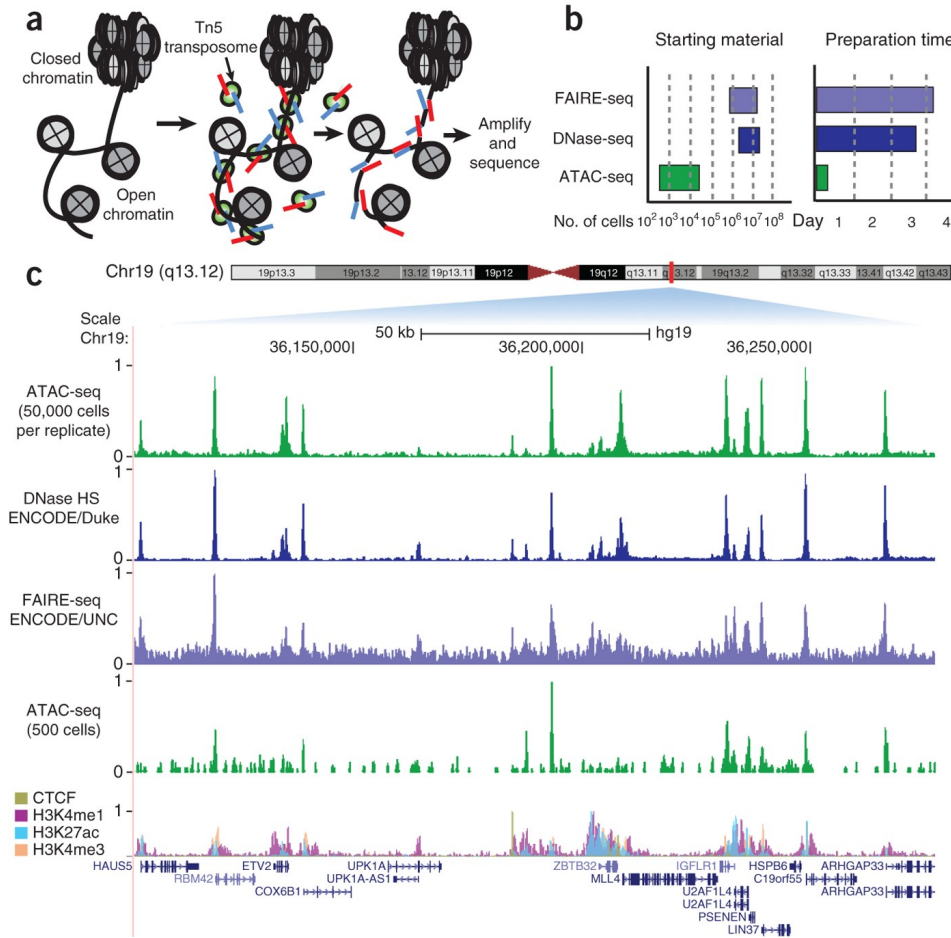 a
Closed
chromatin
Tn5
transposome
Open
chromatin
Amplify
and
sequence
b
Starting material
Preparation time
FAIRE-seq
DNase-seq
ATAC-seq
No. of cells 10² 10³ 10⁴ 10⁵ 10⁶ 10⁷ 10⁸
Day 1 2 3 4
c
Chr19 (q13.12)
19p13.3 19p13.2 13.12 19p13.11 19p12 19q12 q13.11 q13.12 19q13.2 q13.32 q13.33 13.41 q13.42 q13.43
Scale
Chr19:
50 kb hg19
36,150,000 36,200,000 36,250,000
1
ATAC-seq
(50,000 cells
per replicate)
0
1
DNase HS
ENCODE/Duke
0
1
FAIRE-seq
ENCODE/UNC
0
1
ATAC-seq
(500 cells)
0
CTCF
H3K4me1
H3K27ac
H3K4me3
1
0
HAUS5 ETV2 UPK1A ZBTB32 IGFLR1 HSPB6 ARHGAP33
RBM42 UPK1A-AS1 MLL4 C19orf55
COX6B1 U2AF1L4 ARHGAP33
U2AF1L4
PSENEN
LIN37